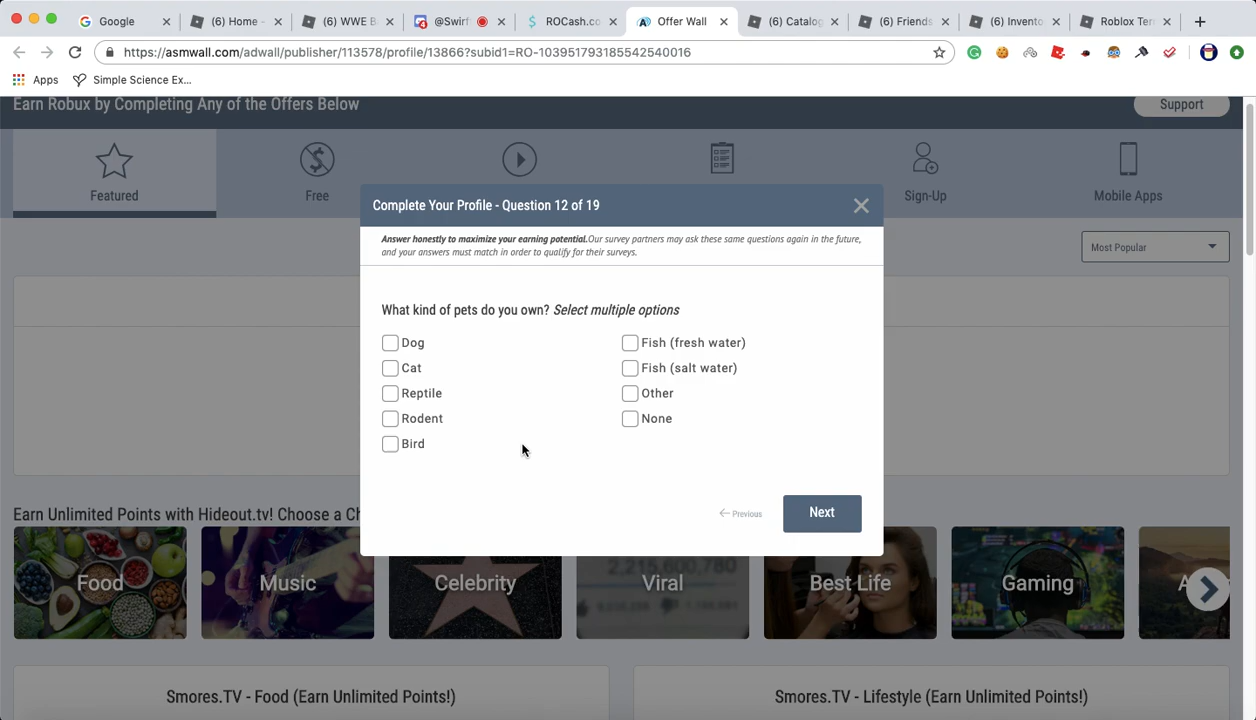 Google
(6) Home -
(6) WWE B
@Swirl
ROCash.co
Offer Wall
Catalog
(6) Friends
(6) Invento
Roblox Ter
https://asmwall.com/adwall/publisher/113578/profile/13866?subid1=RO-103951793185542540016
Apps
Simple Science Ex...
Earn Robux by Completing Any of the Offers Below
Support
Featured
Free
Sign-Up
Mobile Apps
Complete Your Profile - Question 12 of 19
Answer honestly to maximize your earning potential.Our survey partners may ask these same questions again in the future,
and your answers must match in order to qualify for their surveys.
Most Popular
What kind of pets do you own? Select multiple options
Dog
Cat
Reptile
Rodent
Bird
Fish (fresh water)
Fish (salt water)
Other
None
Previous
Next
Earn Unlimited Points with Hideout.tv! Choose a Ch
Food
Music
Celebrity
2,215,600,780
Viral
Best Life
Gaming
A
Smores.TV - Food (Earn Unlimited Points!)
Smores.TV - Lifestyle (Earn Unlimited Points!)